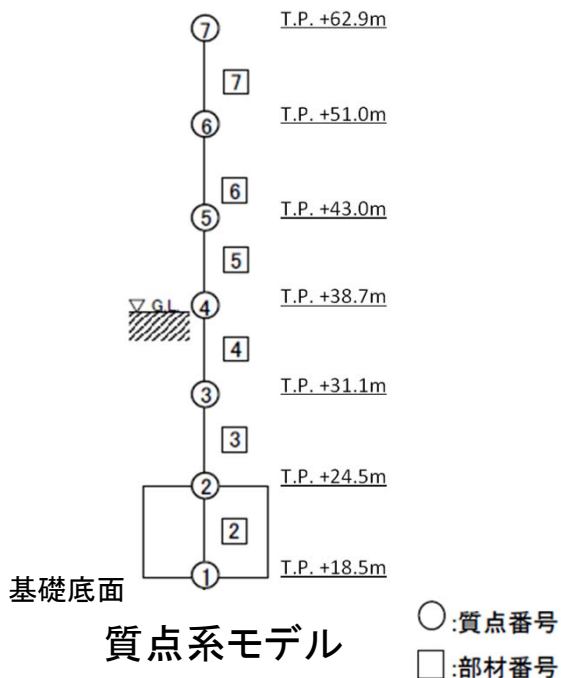 ⑦ T.P. +62.9m
7
⑥ T.P. +51.0m
6
⑤ T.P. +43.0m
5
▽ G.L. ④ T.P. +38.7m
4
③ T.P. +31.1m
3
② T.P. +24.5m
2
基礎底面 ① T.P. +18.5m
質点系モデル
○:質点番号
□:部材番号